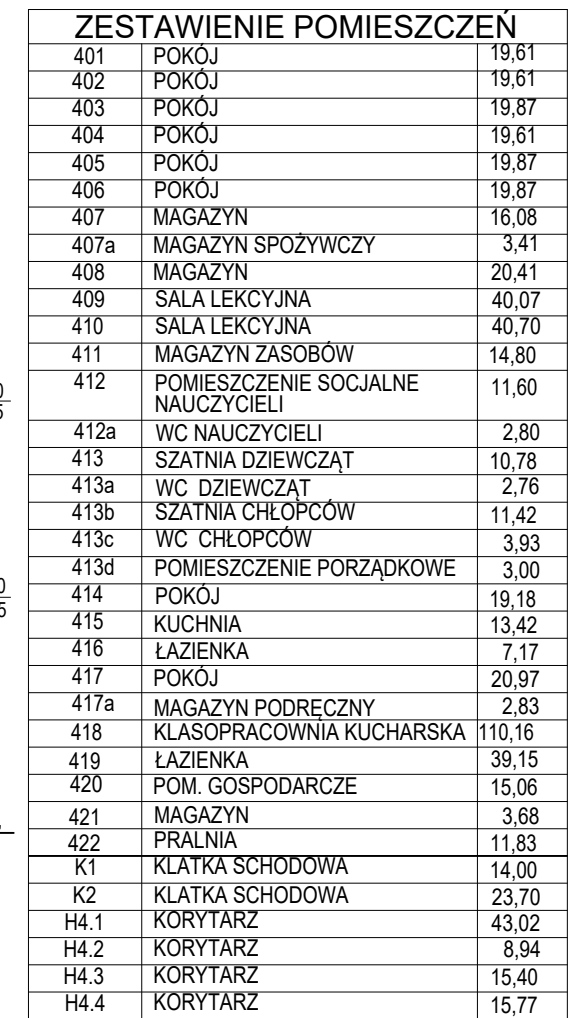 ZESTAWIENIE POMIESZCZEŃ
401 POKÓJ 19,61
402 POKÓJ 19,61
403 POKÓJ 19,87
404 POKÓJ 19,61
405 POKÓJ 19,87
406 POKÓJ 19,87
407 MAGAZYN 16,08
407a MAGAZYN SPOŻYWCZY 3,41
408 MAGAZYN 20,41
409 SALA LEKCYJNA 40,07
410 SALA LEKCYJNA 40,70
411 MAGAZYN ZASOBÓW 14,80
412 POMIESZCZENIE SOCJALNE 11,60
NAUCZYCIELI
412a WC NAUCZYCIELI 2,80
413 SZATNIA DZIEWCZĄT 10,78
413a WC DZIEWCZĄT 2,76
413b SZATNIA CHŁOPCÓW 11,42
413c WC CHŁOPCÓW 3,93
413d POMIESZCZENIE PORZĄDKOWE 3,00
414 POKÓJ 19,18
415 KUCHNIA 13,42
416 ŁAZIENKA 7,17
417 POKÓJ 20,97
417a MAGAZYN PODRĘCZNY 2,83
418 KLASOPRACOWNIA KUCHARSKA 110,16
419 ŁAZIENKA 39,15
420 POM. GOSPODARCZE 15,06
421 MAGAZYN 3,68
422 PRALNIA 11,83
K1 KLATKA SCHODOWA 14,00
K2 KLATKA SCHODOWA 23,70
H4.1 KORYTARZ 43,02
H4.2 KORYTARZ 8,94
H4.3 KORYTARZ 15,40
H4.4 KORYTARZ 15,77